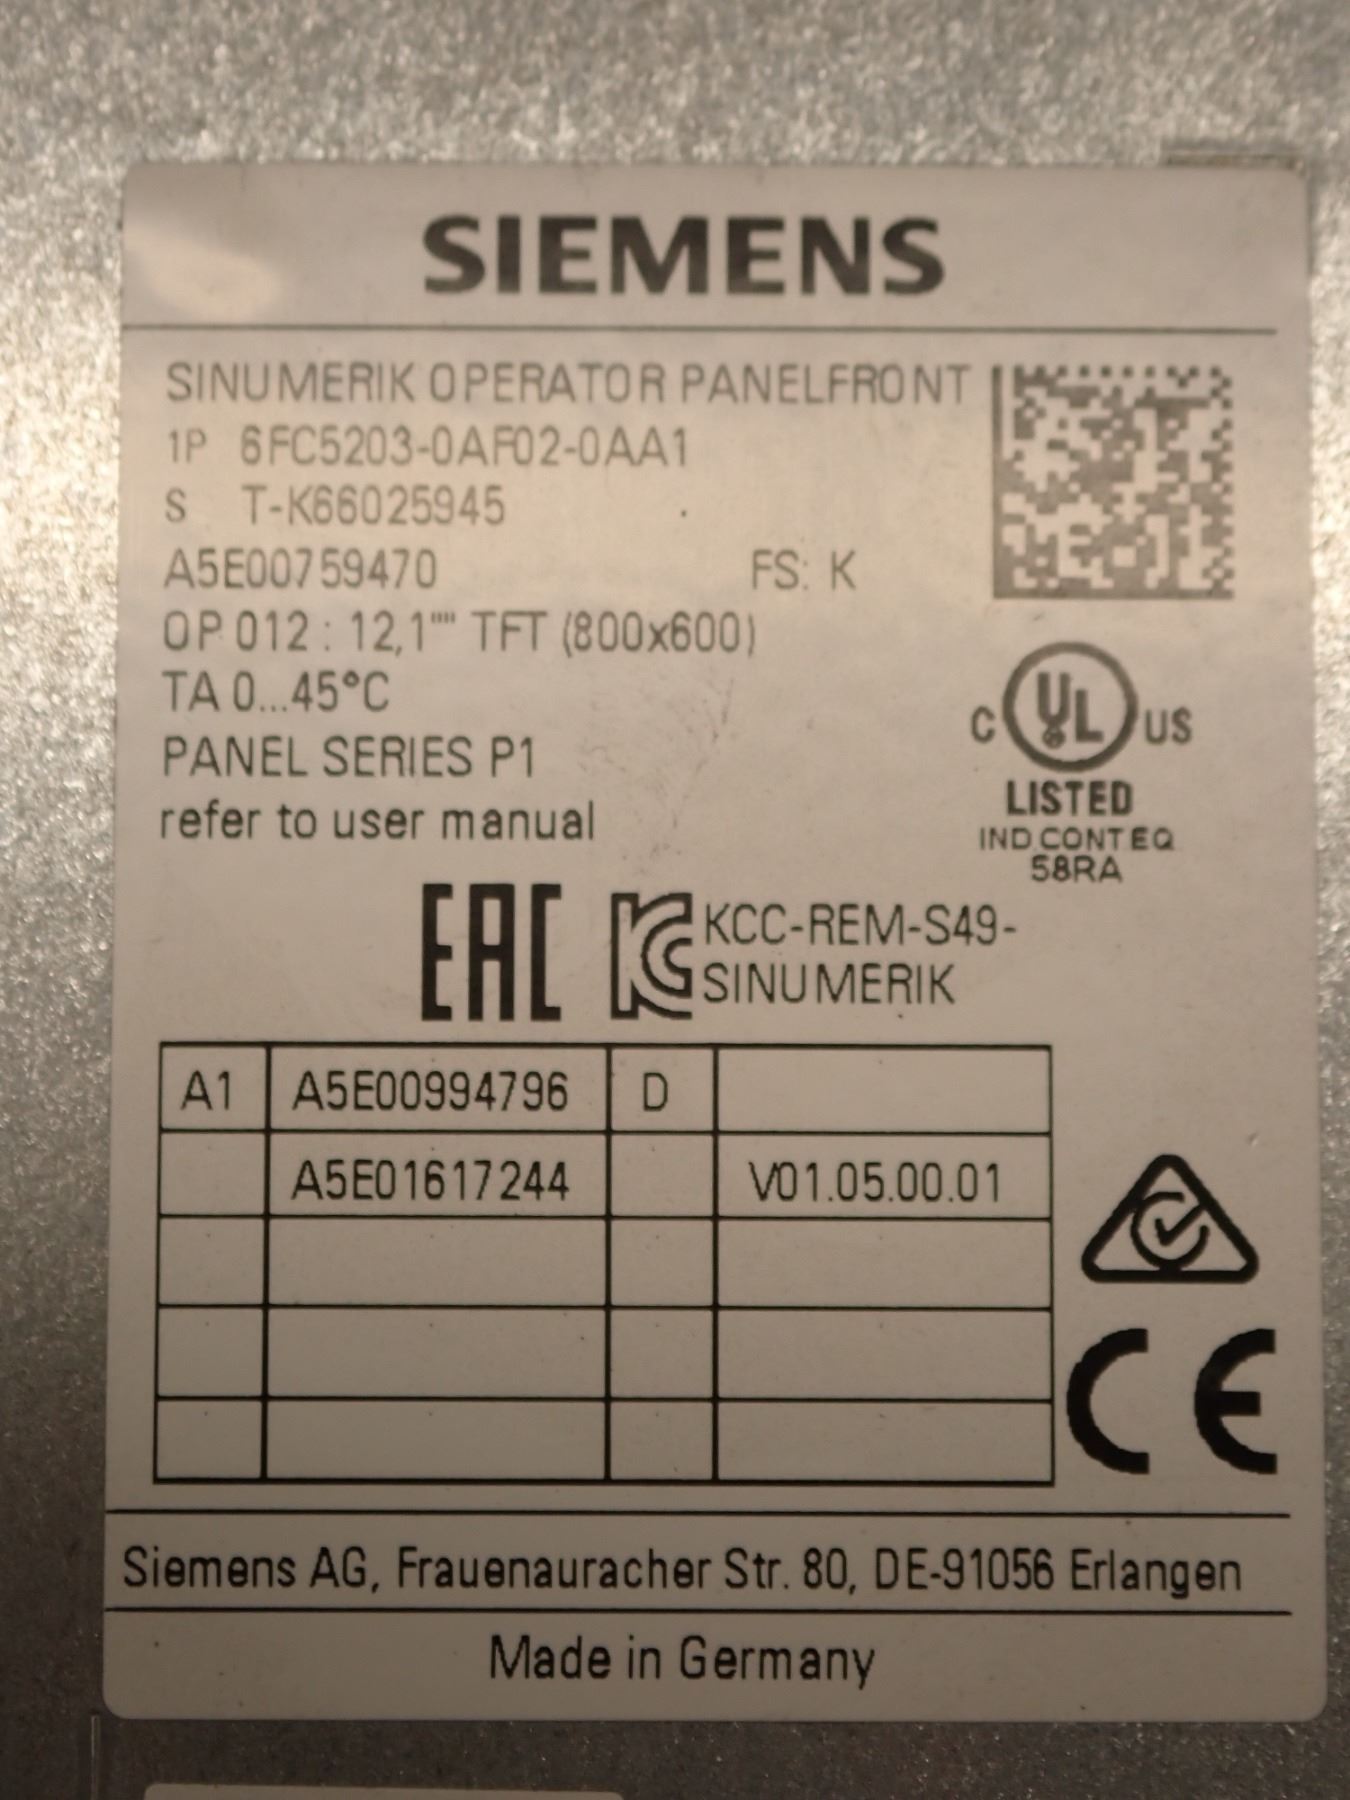 SIEMENS
SINUMERIK OPERATOR PANELFRONT
1P 6FC5203-0AF02-0AA1
S T-K66025945
A5E00759470 FS: K
OP 012 : 12,1"" TFT (800x600)
TA 0...45°C
PANEL SERIES P1
refer to user manual
C UL US
LISTED
IND.CONT.EQ
58RA
EAC KC KCC-REM-S49-
SINUMERIK
A1 A5E00994796 D
A5E01617244 V01.05.00.01
CE
Siemens AG, Frauenauracher Str. 80, DE-91056 Erlangen
Made in Germany